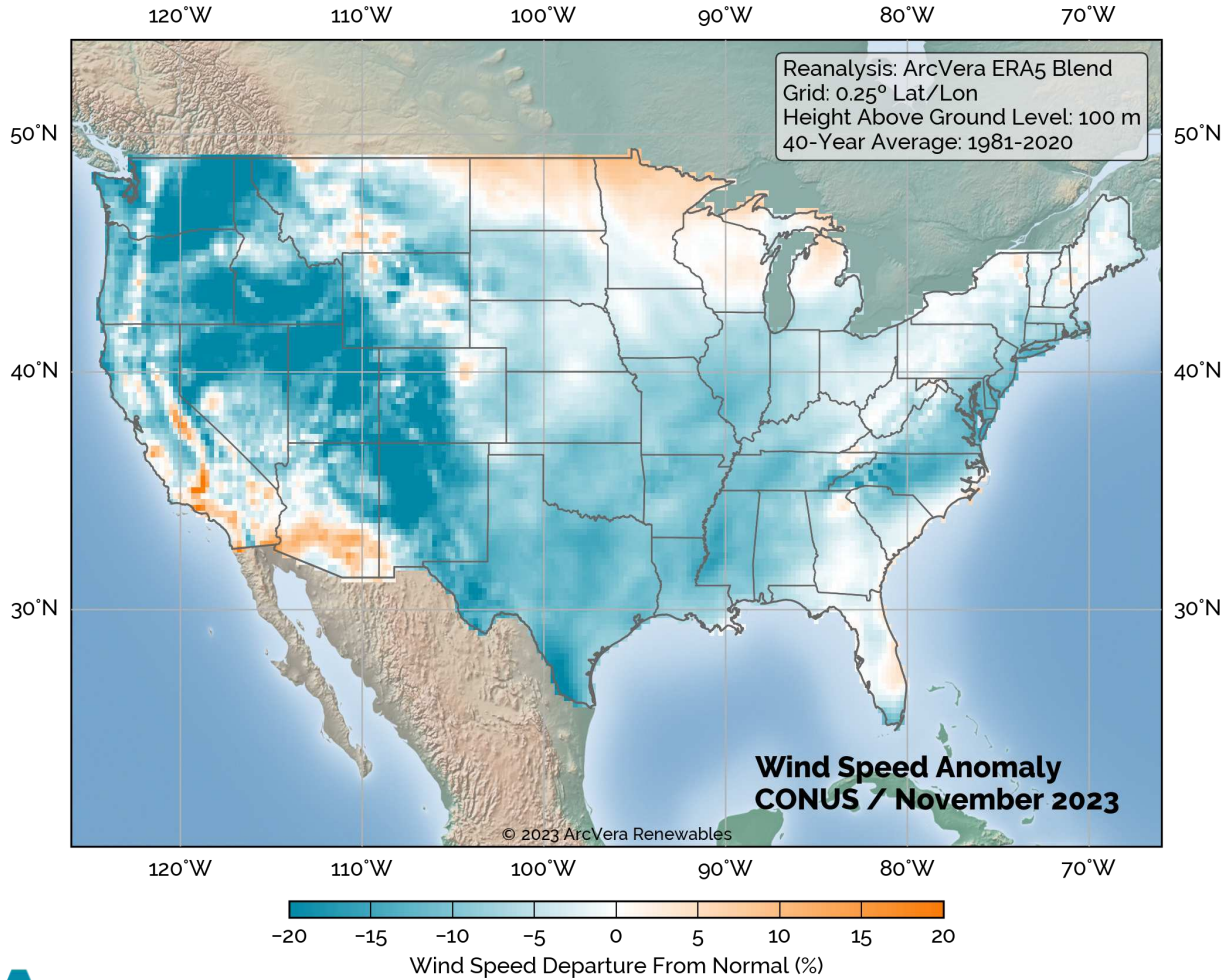 120°W 110°W 100°W 90°W 80°W 70°W
Reanalysis: ArcVera ERA5 Blend
Grid: 0.25º Lat/Lon
Height Above Ground Level: 100 m
40-Year Average: 1981-2020
50°N 50°N
40°N 40°N
30°N 30°N
Wind Speed Anomaly
CONUS / November 2023
© 2023 ArcVera Renewables
120°W 110°W 100°W 90°W 80°W 70°W
−20 −15 −10 −5 0 5 10 15 20
Wind Speed Departure From Normal (%)